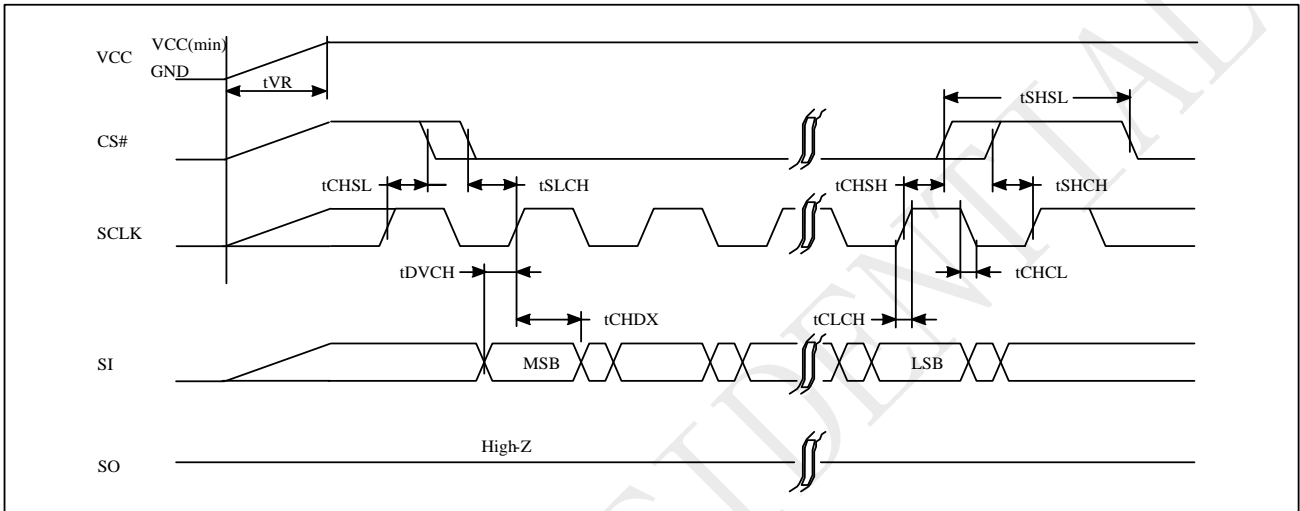 VCC
VCC(min)
GND
tVR
tSHSL
CS#
tCHSL
tSLCH
tCHSH
tSHCH
SCLK
tDVCH
tCHCL
tCHDX
tCLCH
SI
MSB
LSB
High-Z
SO
IDENTIAL